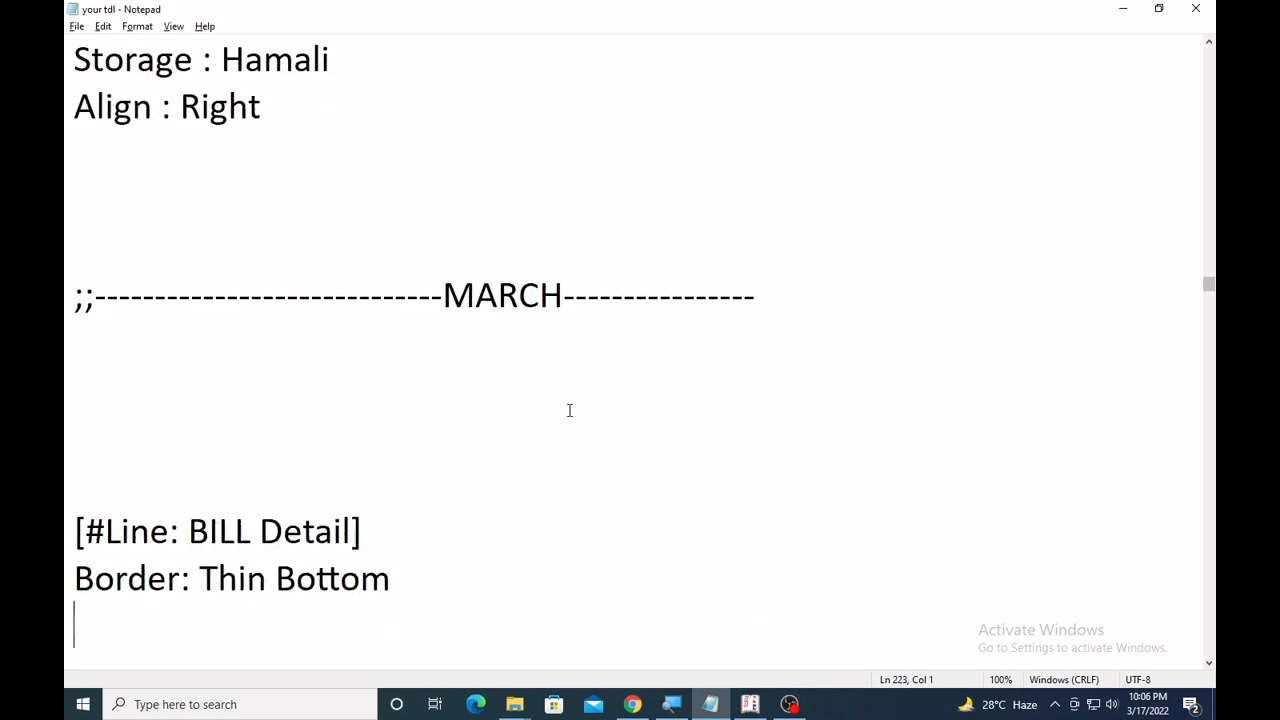 your tdl - Notepad
File Edit Format View Help
Storage : Hamali
Align : Right
;;-----------------------------MARCH----------------
[#Line: BILL Detail]
Border: Thin Bottom
Activate Windows
Go to Settings to activate Windows.
Ln 223, Col 1 100% Windows (CRLF) UTF-8
Type here to search
28°C Haze
10:06 PM
3/17/2022
2